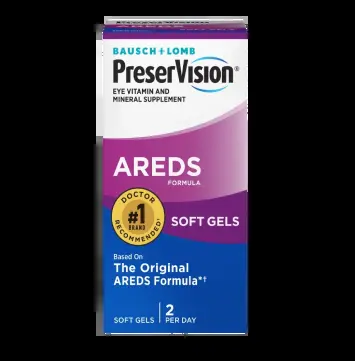 BAUSCH + LOMB
PreserVision®
EYE VITAMIN AND
MINERAL SUPPLEMENT
AREDS
FORMULA
DOCTOR
#1
BRAND
RECOMMENDED†
SOFT GELS
Based On
The Original
AREDS Formula*†
SOFT GELS
2
PER DAY